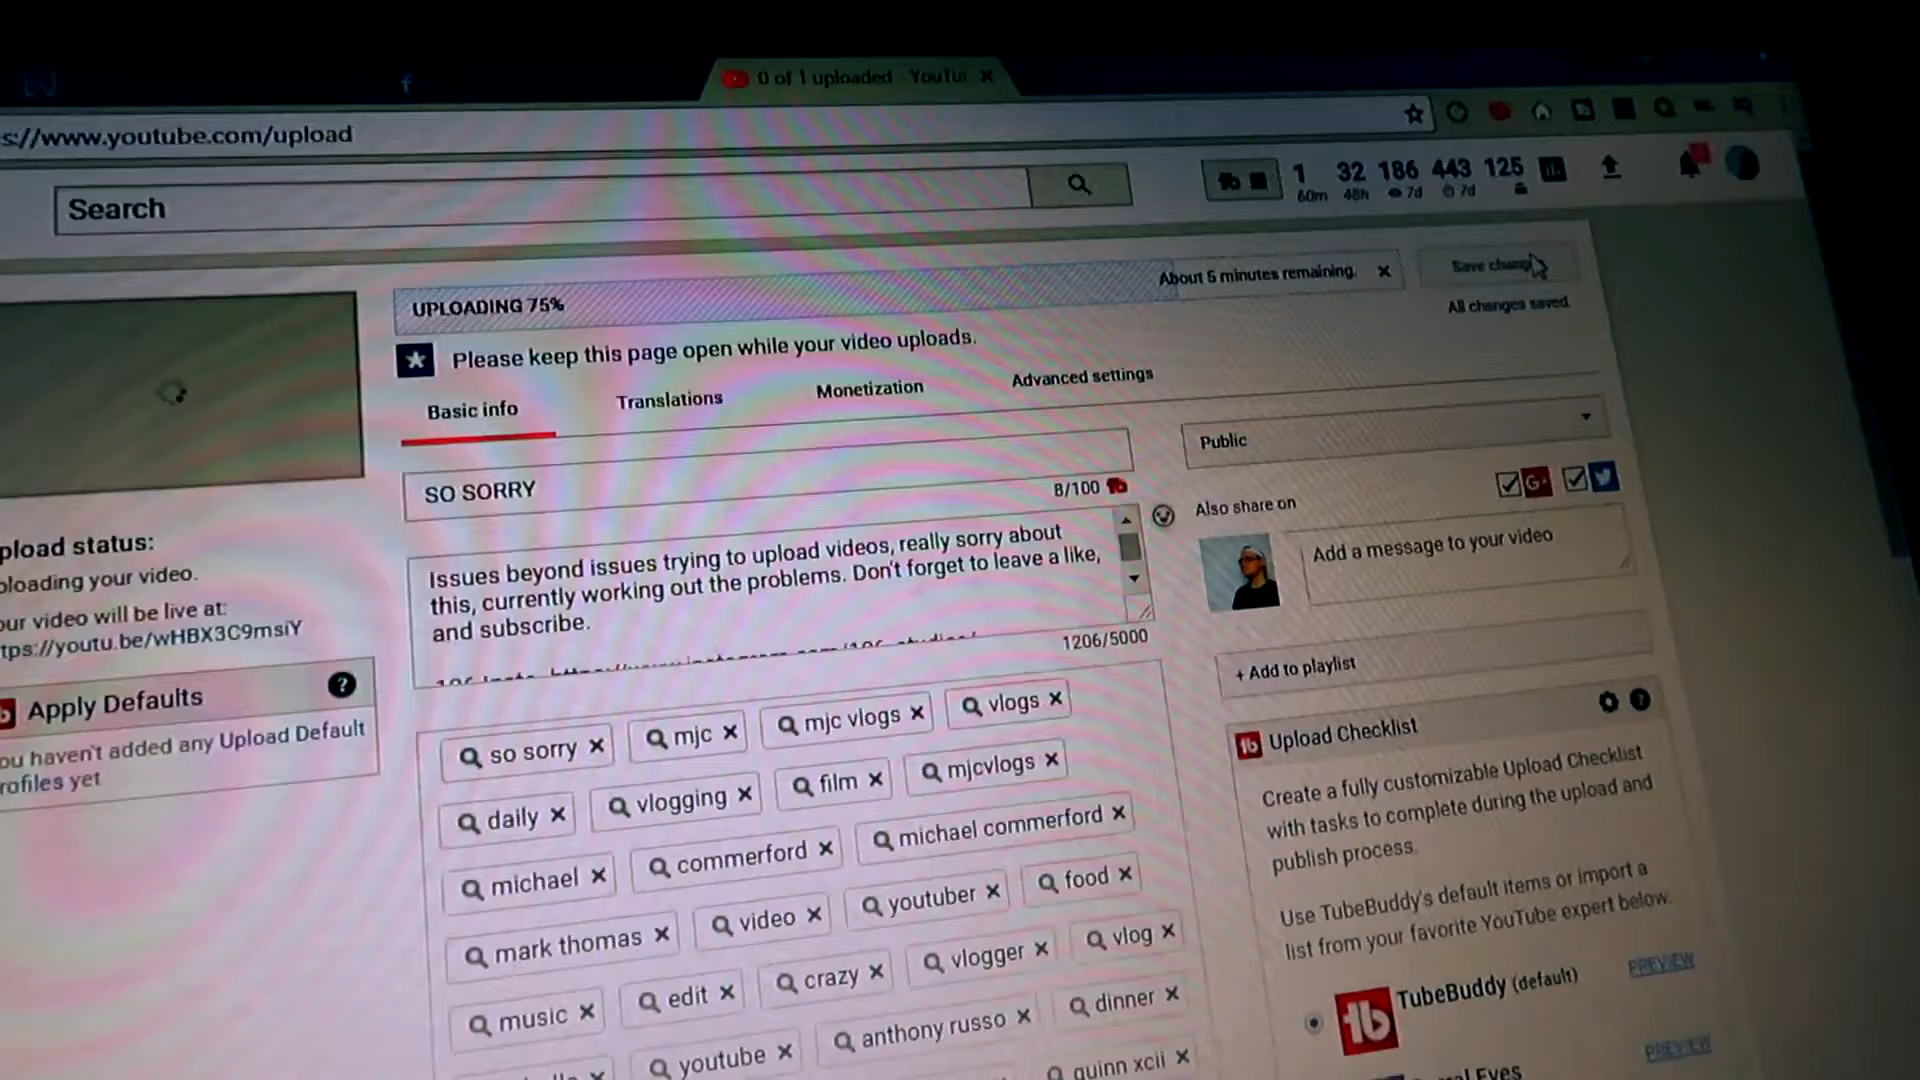 0 of 1 uploaded - YouTu
s://www.youtube.com/upload
Search
1 32 186 443 125
60m 48h 7d 7d
UPLOADING 75%
About 5 minutes remaining.
Save chang
All changes saved.
Please keep this page open while your video uploads.
Basic info
Translations
Monetization
Advanced settings
SO SORRY
8/100
Public
Issues beyond issues trying to upload videos, really sorry about
this, currently working out the problems. Don't forget to leave a like,
and subscribe.
1206/5000
Also share on
G+
Add a message to your video
+ Add to playlist
pload status:
ploading your video.
our video will be live at:
tps://youtu.be/wHBX3C9msiY
Apply Defaults
ou haven't added any Upload Default
rofiles yet
so sorry
mjc
mjc vlogs
vlogs
daily
vlogging
film
mjcvlogs
michael
commerford
michael commerford
mark thomas
video
youtuber
food
music
edit
crazy
vlogger
vlog
youtube
anthony russo
dinner
quinn xcii
tb Upload Checklist
Create a fully customizable Upload Checklist
with tasks to complete during the upload and
publish process.
Use TubeBuddy's default items or import a
list from your favorite YouTube expert below.
tb TubeBuddy (default)
PREVIEW
PREVIEW
Eyes